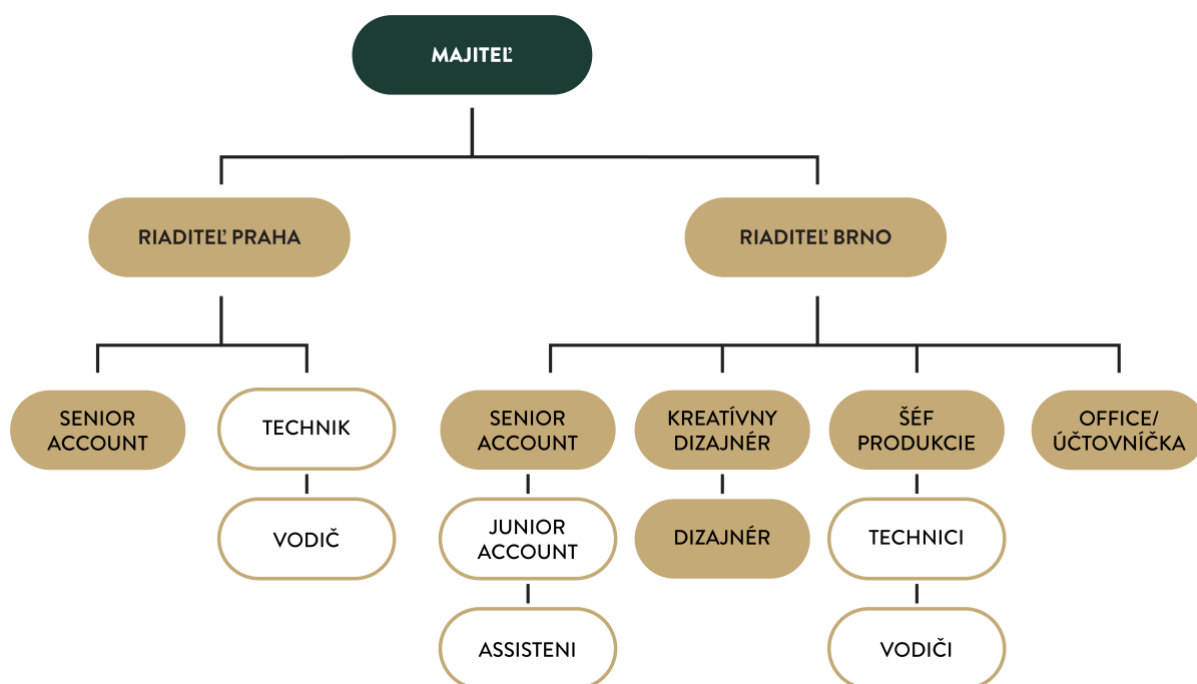 MAJITEĽ
RIADITEĽ PRAHA
RIADITEĽ BRNO
SENIOR
ACCOUNT
TECHNIK
SENIOR
ACCOUNT
KREATÍVNY
DIZAJNÉR
ŠÉF
PRODUKCIE
OFFICE/
ÚČTOVNÍČKA
VODIČ
JUNIOR
ACCOUNT
DIZAJNÉR
TECHNICI
ASSISTENI
VODIČI